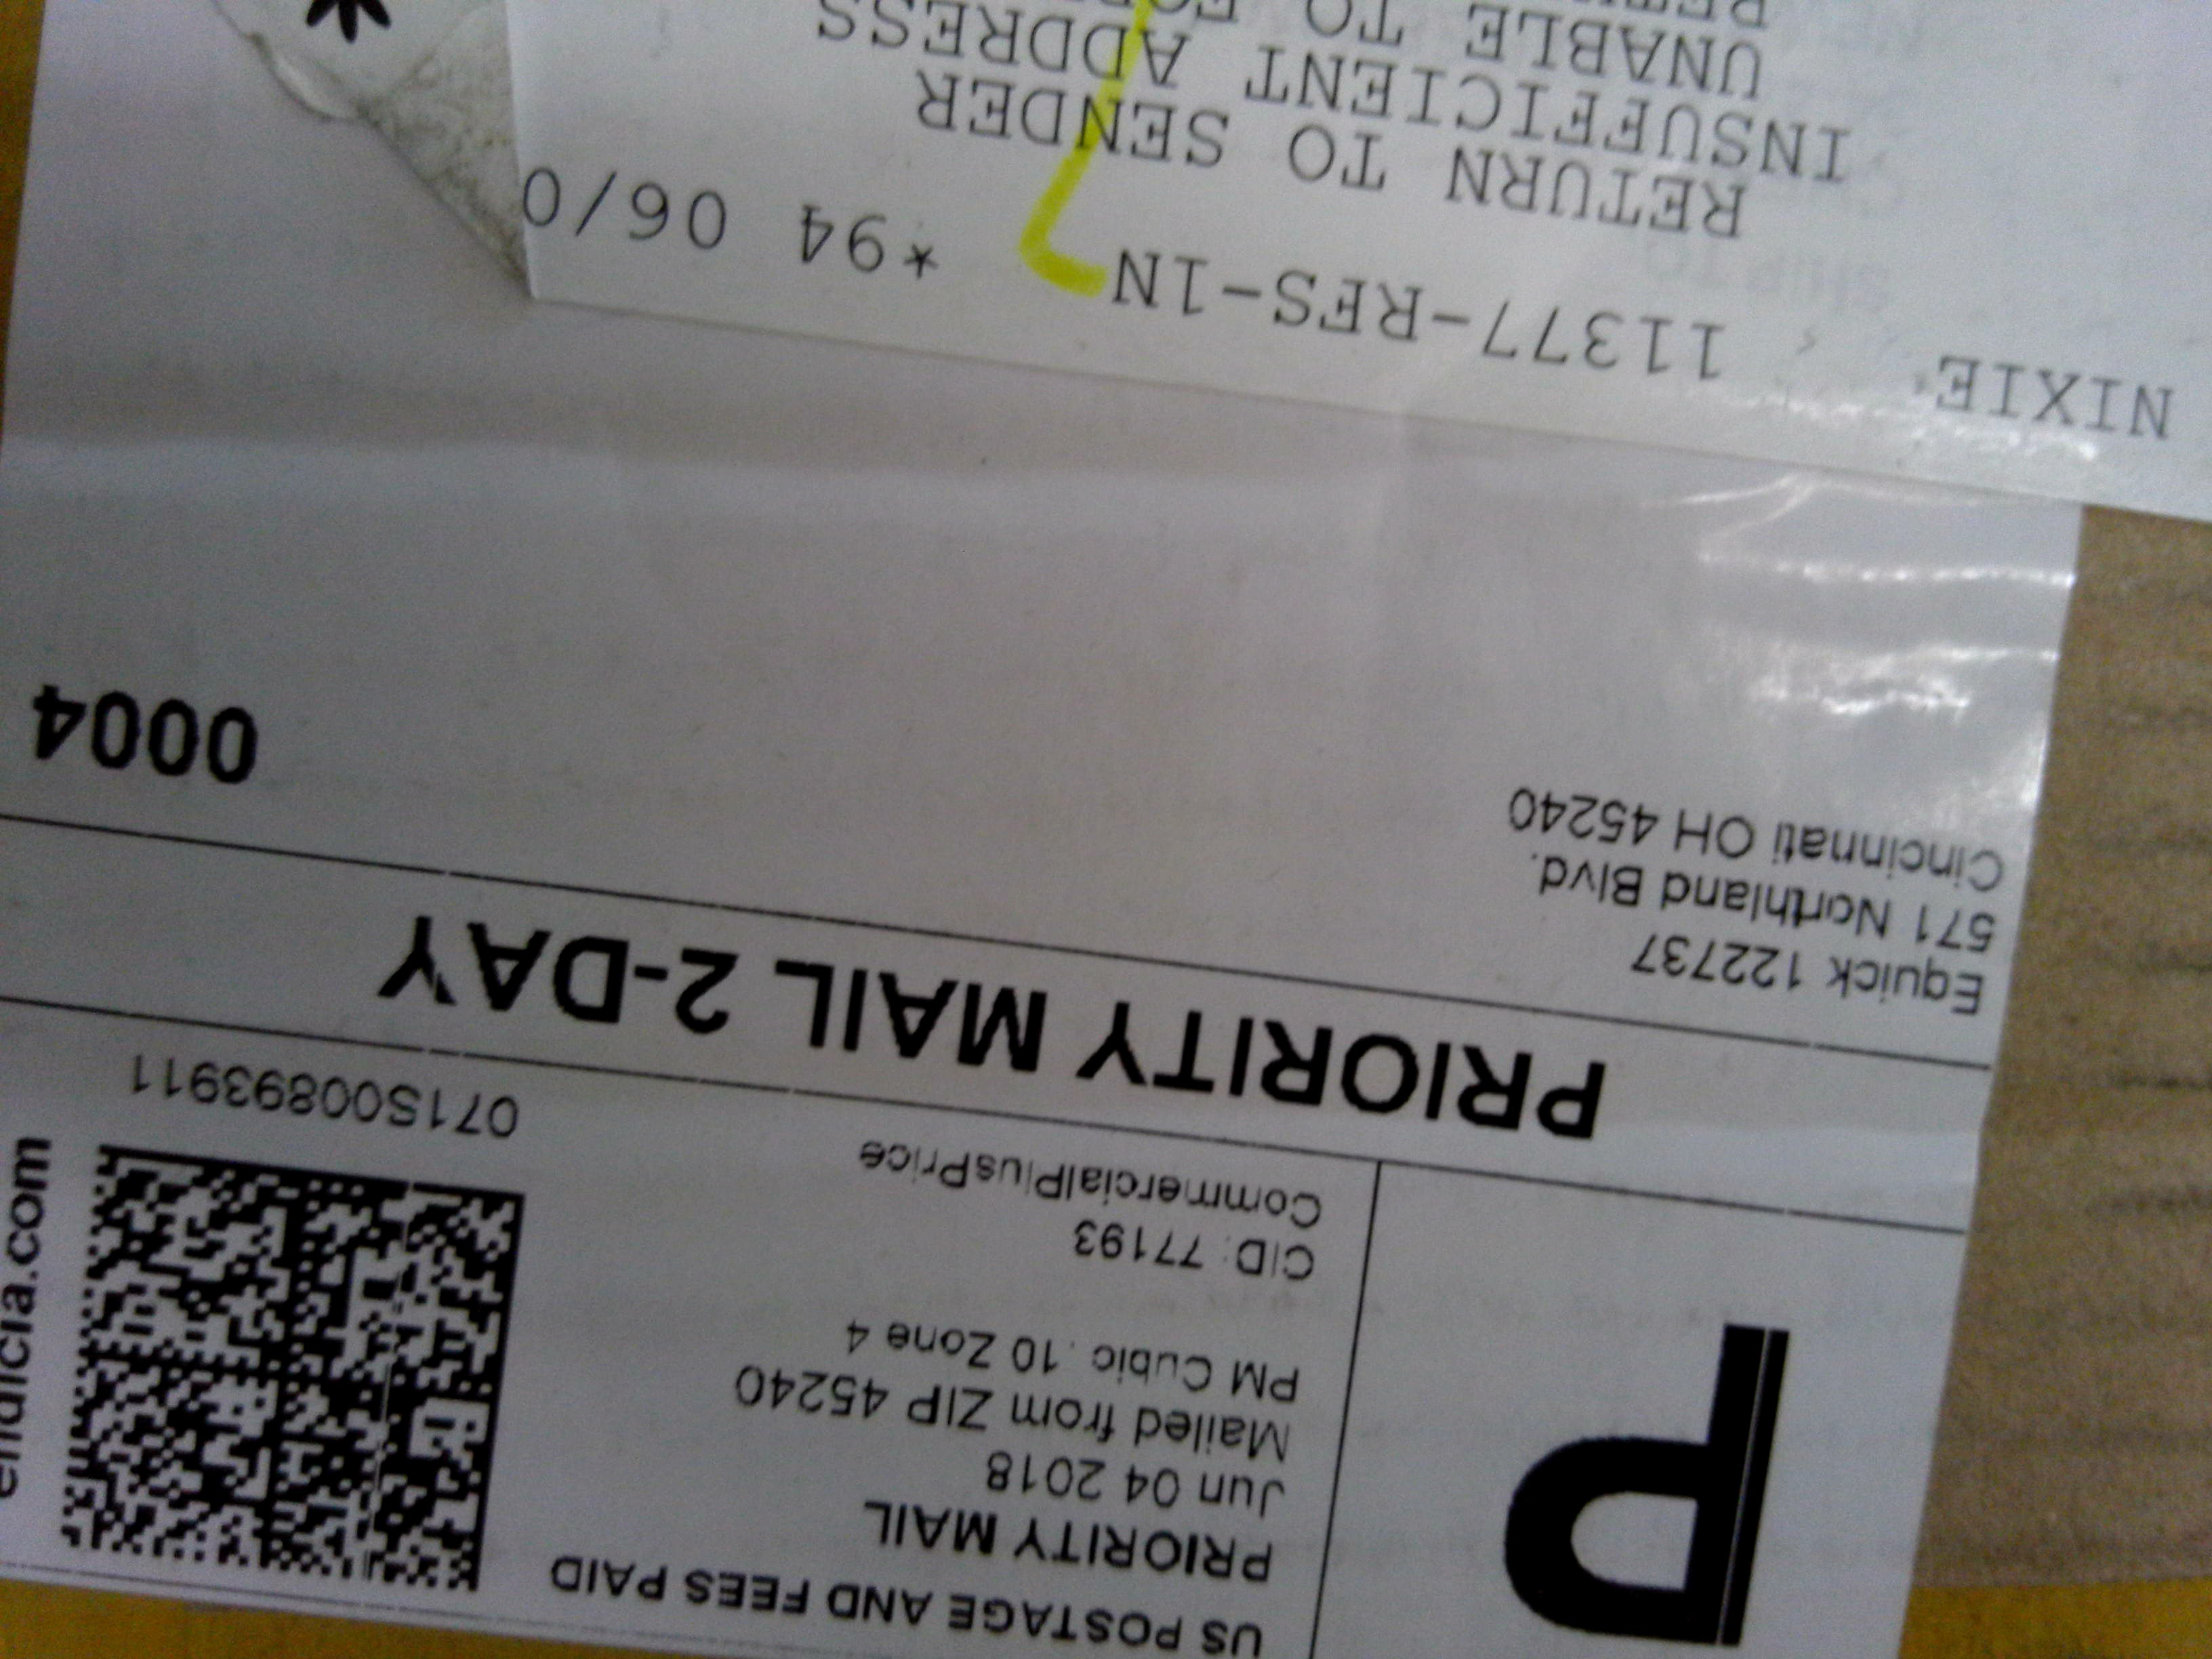 P
US POSTAGE AND FEES PAID
PRIORITY MAIL
Jun 04 2018
Mailed from ZIP 45240
PM Cubic .10 Zone 4
CID: 77193
CommercialPlusPrice
071S00893911
endicia.com
PRIORITY MAIL 2-DAY
Equick 122737
571 Northland Blvd.
Cincinnati OH 45240
0004
NIXIE 11377-RFS-1N *94 06/0
RETURN TO SENDER
INSUFFICIENT ADDRESS
UNABLE TO